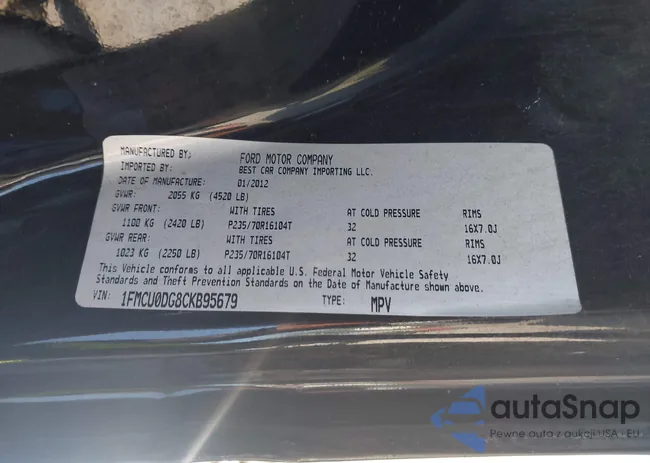 MANUFACTURED BY: FORD MOTOR COMPANY
IMPORTED BY: BEST CAR COMPANY IMPORTING LLC.
DATE OF MANUFACTURE: 01/2012
GVWR: 2055 KG (4520 LB)
GVWR FRONT: WITH TIRES AT COLD PRESSURE RIMS
1100 KG (2420 LB) P235/70R16104T 32 16X7.0J
GVWR REAR: WITH TIRES AT COLD PRESSURE RIMS
1023 KG (2250 LB) P235/70R16104T 32 16X7.0J
This Vehicle conforms to all applicable U.S. Federal Motor Vehicle Safety
Standards and Theft Prevention Standards on the Date of Manufacture shown above.
VIN: 1FMCU0DG8CKB95679 TYPE: MPV
autaSnap
Pewne auta z aukcji USA i EU